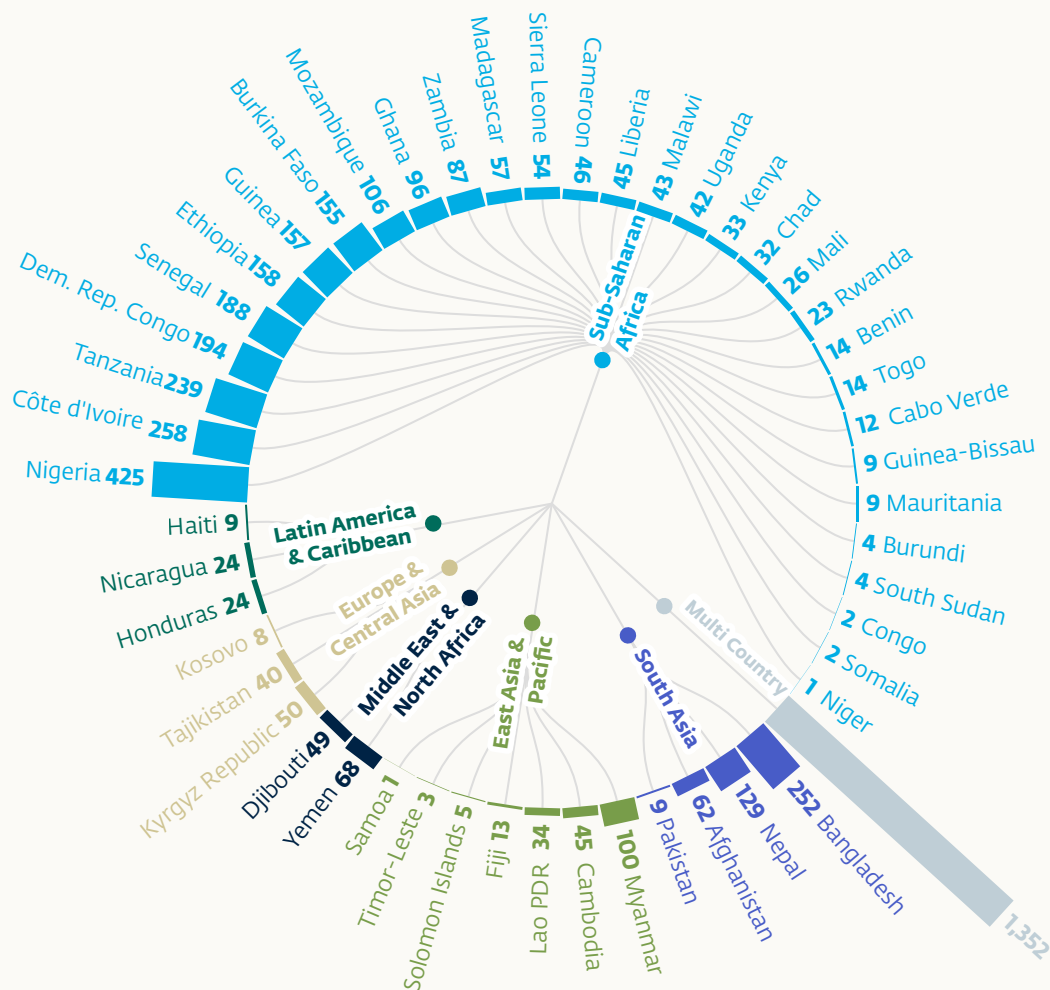 Nigeria 425
Côte d'Ivoire 258
Tanzania 239
Dem. Rep. Congo 194
Senegal 188
Ethiopia 158
Guinea 157
Burkina Faso 155
Mozambique 106
Ghana 96
Zambia 87
Madagascar 57
Sierra Leone 54
Cameroon 46
45 Liberia
43 Malawi
42 Uganda
33 Kenya
32 Chad
26 Mali
23 Rwanda
14 Benin
14 Togo
12 Cabo Verde
9 Guinea-Bissau
9 Mauritania
4 Burundi
4 South Sudan
2 Congo
2 Somalia
1 Niger
Sub-Saharan
Africa
Multi Country
1,352
South Asia
252 Bangladesh
129 Nepal
62 Afghanistan
9 Pakistan
East Asia &
Pacific
100 Myanmar
45 Cambodia
Lao PDR 34
Fiji 13
Solomon Islands 5
Timor-Leste 3
Samoa 1
Middle East &
North Africa
Yemen 68
Djibouti 49
Europe &
Central Asia
Kyrgyz Republic 50
Tajikistan 40
Kosovo 8
Latin America
& Caribbean
Honduras 24
Nicaragua 24
Haiti 9